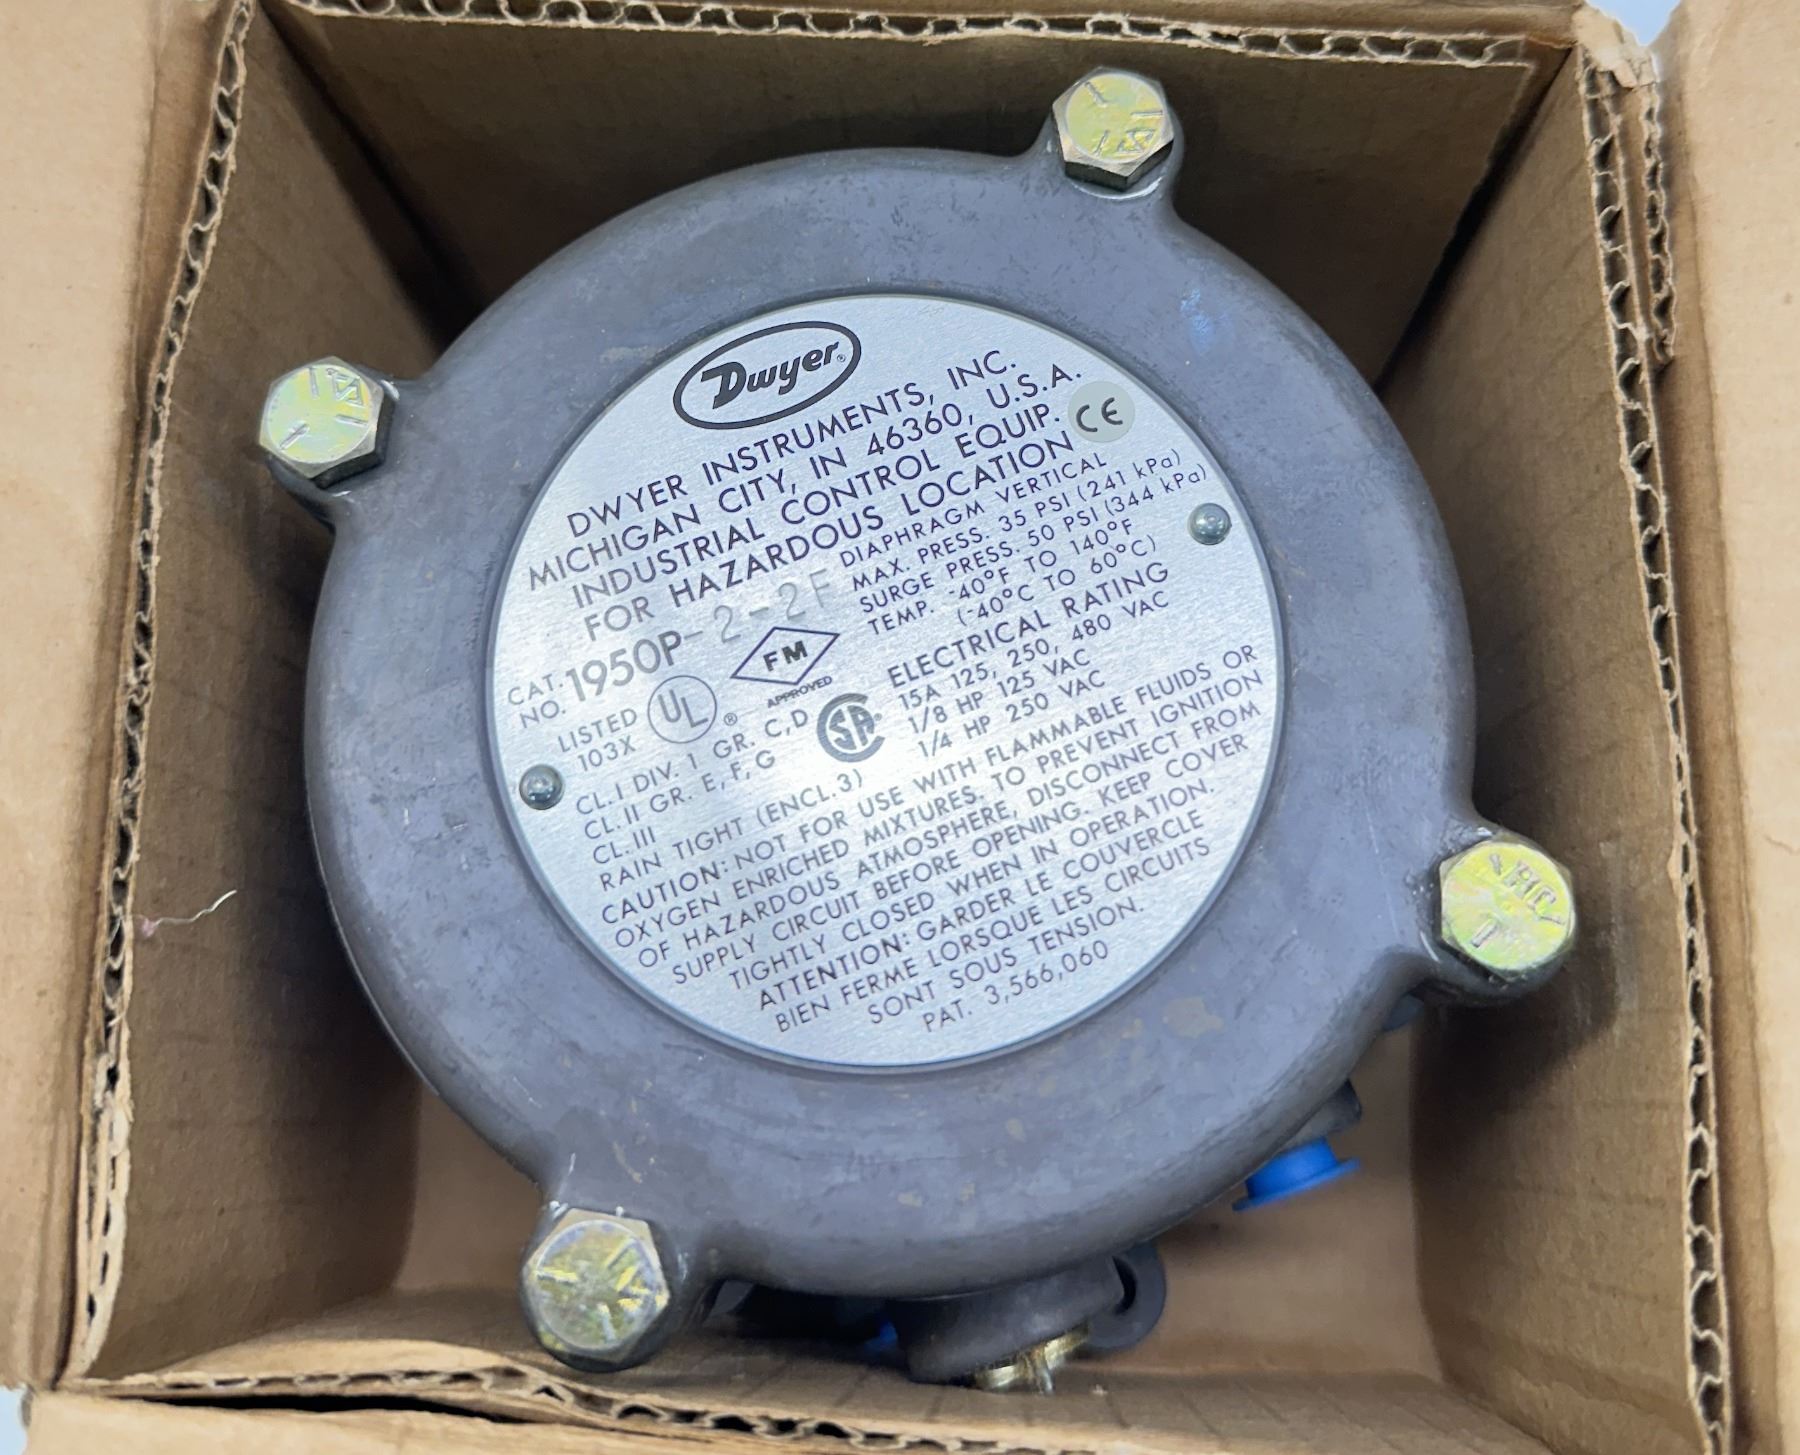 Dwyer®
DWYER INSTRUMENTS, INC.
MICHIGAN CITY, IN 46360, U.S.A.
INDUSTRIAL CONTROL EQUIP.
FOR HAZARDOUS LOCATION
CE
CAT. NO. 1950P-2-2F
DIAPHRAGM VERTICAL
MAX. PRESS. 35 PSI (241 kPa)
SURGE PRESS. 50 PSI (344 kPa)
TEMP. -40°F TO 140°F
(-40°C TO 60°C)
LISTED
103X
UL®
FM
APPROVED
SA®
ELECTRICAL RATING
15A 125, 250, 480 VAC
1/8 HP 125 VAC
1/4 HP 250 VAC
CL. I DIV. 1 GR. C,D
CL. II GR. E, F, G
CL. III
RAIN TIGHT (ENCL.3)
CAUTION: NOT FOR USE WITH FLAMMABLE FLUIDS OR
OXYGEN ENRICHED MIXTURES, TO PREVENT IGNITION
OF HAZARDOUS ATMOSPHERE, DISCONNECT FROM
SUPPLY CIRCUIT BEFORE OPENING. KEEP COVER
TIGHTLY CLOSED WHEN IN OPERATION.
ATTENTION: GARDER LE COUVERCLE
BIEN FERME LORSQUE LES CIRCUITS
SONT SOUS TENSION.
PAT. 3,566,060